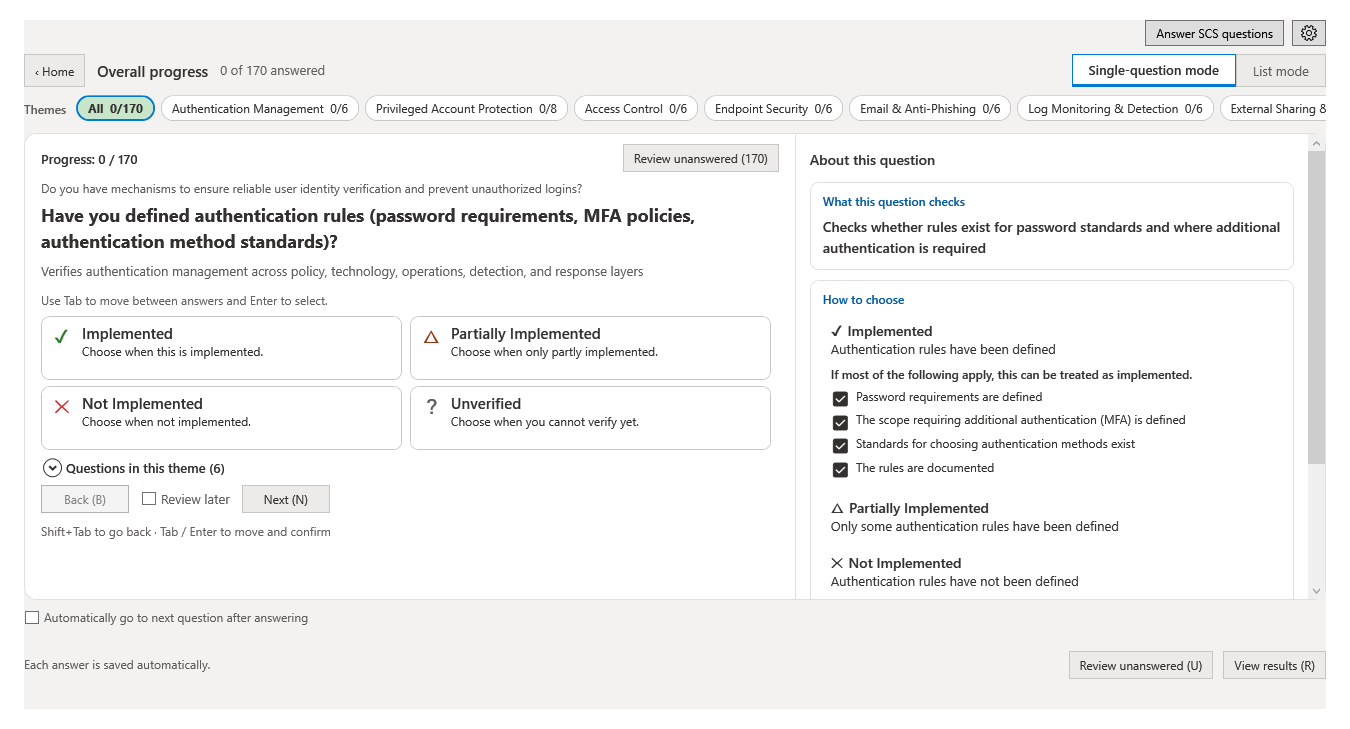 Answer SCS questions
‹ Home
Overall progress
0 of 170 answered
Single-question mode
List mode
Themes
All 0/170
Authentication Management 0/6
Privileged Account Protection 0/8
Access Control 0/6
Endpoint Security 0/6
Email & Anti-Phishing 0/6
Log Monitoring & Detection 0/6
External Sharing &
Progress: 0 / 170
Review unanswered (170)
Do you have mechanisms to ensure reliable user identity verification and prevent unauthorized logins?
Have you defined authentication rules (password requirements, MFA policies,
authentication method standards)?
Verifies authentication management across policy, technology, operations, detection, and response layers
Use Tab to move between answers and Enter to select.
Implemented
Choose when this is implemented.
Partially Implemented
Choose when only partly implemented.
Not Implemented
Choose when not implemented.
? Unverified
Choose when you cannot verify yet.
Questions in this theme (6)
Back (B)
Review later
Next (N)
Shift+Tab to go back · Tab / Enter to move and confirm
About this question
What this question checks
Checks whether rules exist for password standards and where additional
authentication is required
How to choose
Implemented
Authentication rules have been defined
If most of the following apply, this can be treated as implemented.
Password requirements are defined
The scope requiring additional authentication (MFA) is defined
Standards for choosing authentication methods exist
The rules are documented
Partially Implemented
Only some authentication rules have been defined
Not Implemented
Authentication rules have not been defined
Automatically go to next question after answering
Each answer is saved automatically.
Review unanswered (U)
View results (R)